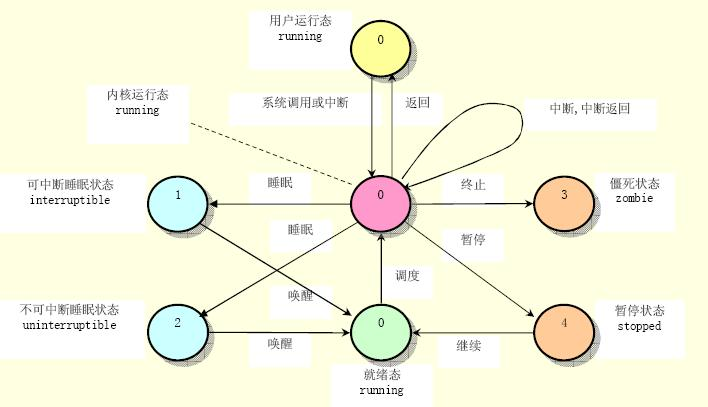 用户运行态
running
0
系统调用或中断
返回
内核运行态
running
中断,中断返回
可中断睡眠状态
interruptible
1
睡眠
0
终止
3
僵死状态
zombie
睡眠
暂停
唤醒
调度
不可中断睡眠状态
uninterruptible
2
唤醒
0
继续
4
暂停状态
stopped
就绪态
running